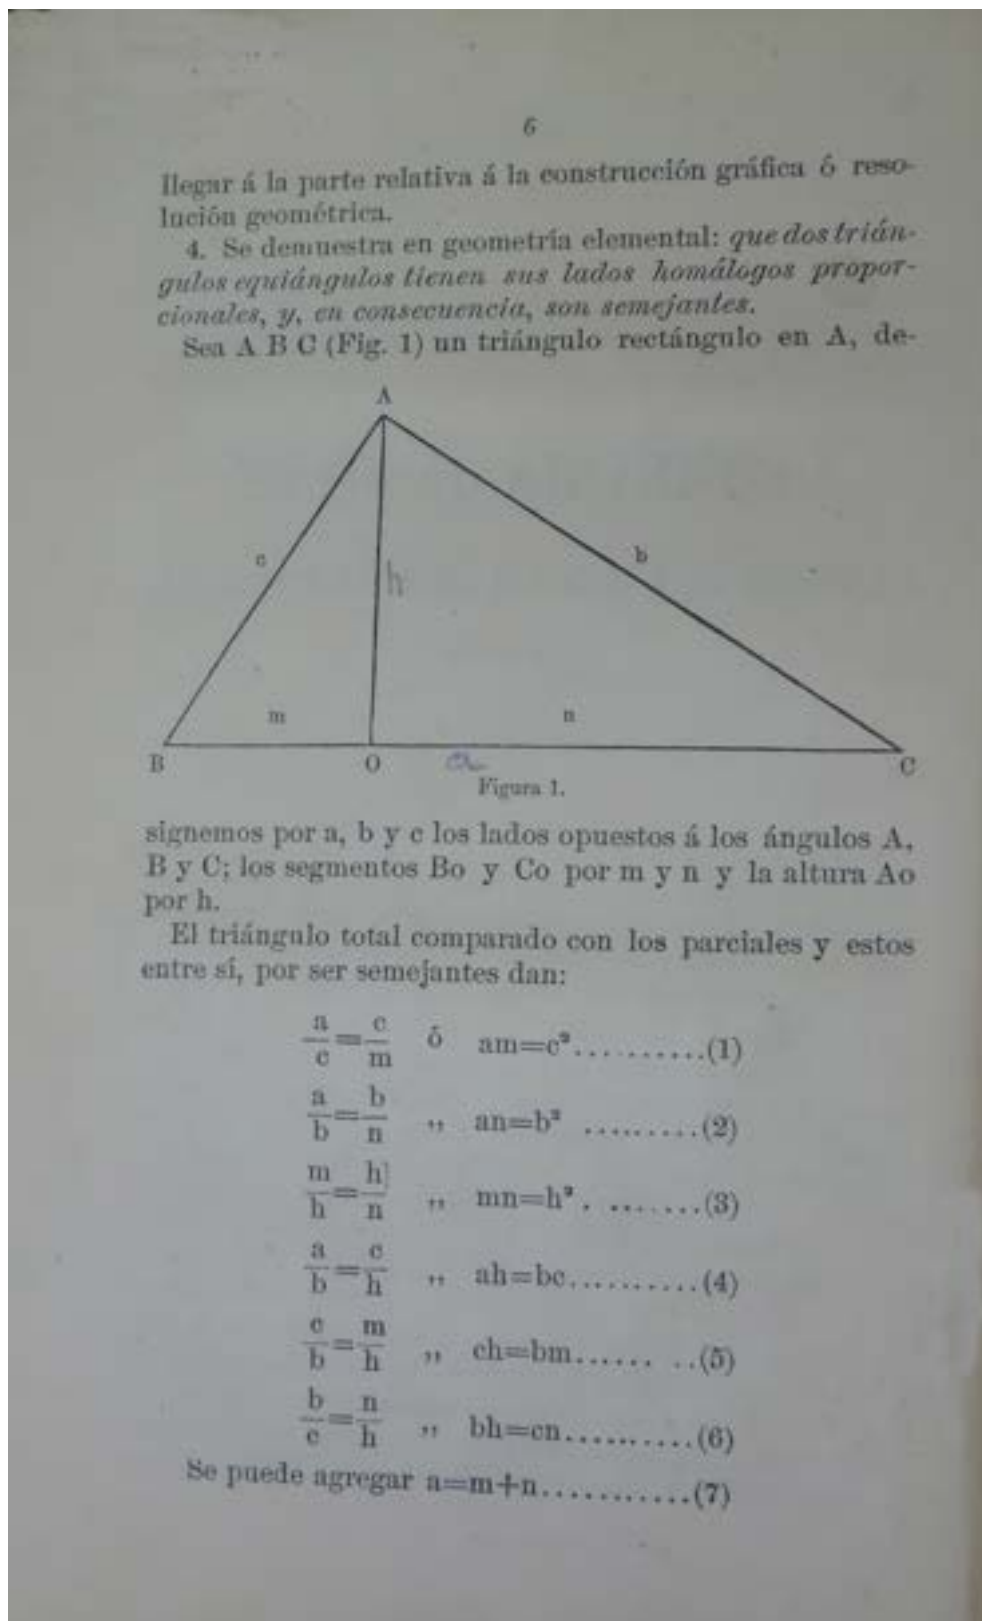 6
llegar á la parte relativa á la construcción gráfica ó reso-
lución geométrica.
4. Se demuestra en geometría elemental: que dos trián-
gulos equiángulos tienen sus lados homálogos propor-
cionales, y, en consecuencia, son semejantes.
Sea A B C (Fig. 1) un triángulo rectángulo en A, de-
A
c
b
h
m
n
B
O
a
C
Figura 1.
signemos por a, b y c los lados opuestos á los ángulos A,
B y C; los segmentos Bo y Co por m y n y la altura Ao
por h.
El triángulo total comparado con los parciales y estos
entre sí, por ser semejantes dan:
a/c=c/m ó am=c²..........(1)
a/b=b/n ,, an=b² .........(2)
m/h=h/n ,, mn=h². .......(3)
a/b=c/h ,, ah=bc..........(4)
c/b=m/h ,, ch=bm...... ..(5)
b/c=n/h ,, bh=cn..........(6)
Se puede agregar a=m+n...........(7)